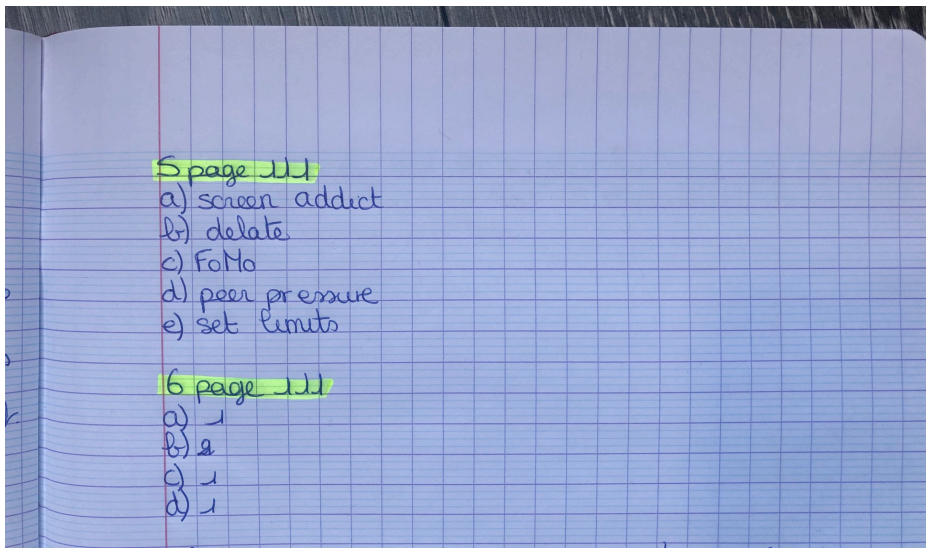 5 page 111
a) screen addict
b) delate
c) FoMo
d) peer pressure
e) set limits
6 page 111
a) 1
b) 2
c) 1
d) 1